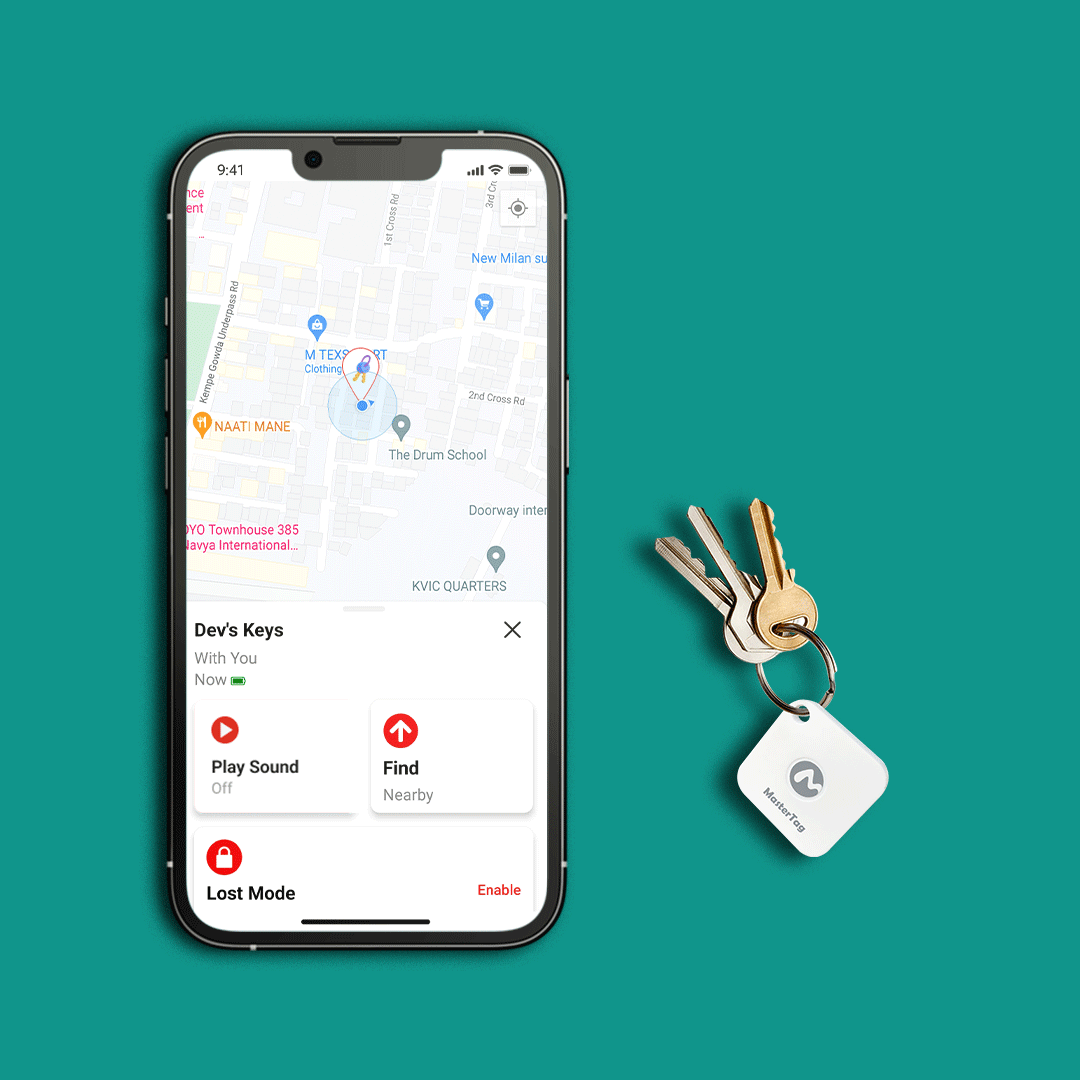 9:41
nce
ent
...
1st Cross Rd
3rd Cr
New Milan su
Kempe Gowda Underpass Rd
M TEXS
RT
Clothing
2nd Cross Rd
NAATI MANE
The Drum School
Doorway inter
OYO Townhouse 385
Navya International...
KVIC QUARTERS
Dev's Keys
With You
Now
Play Sound
Off
Find
Nearby
Lost Mode
Enable
MasterTag